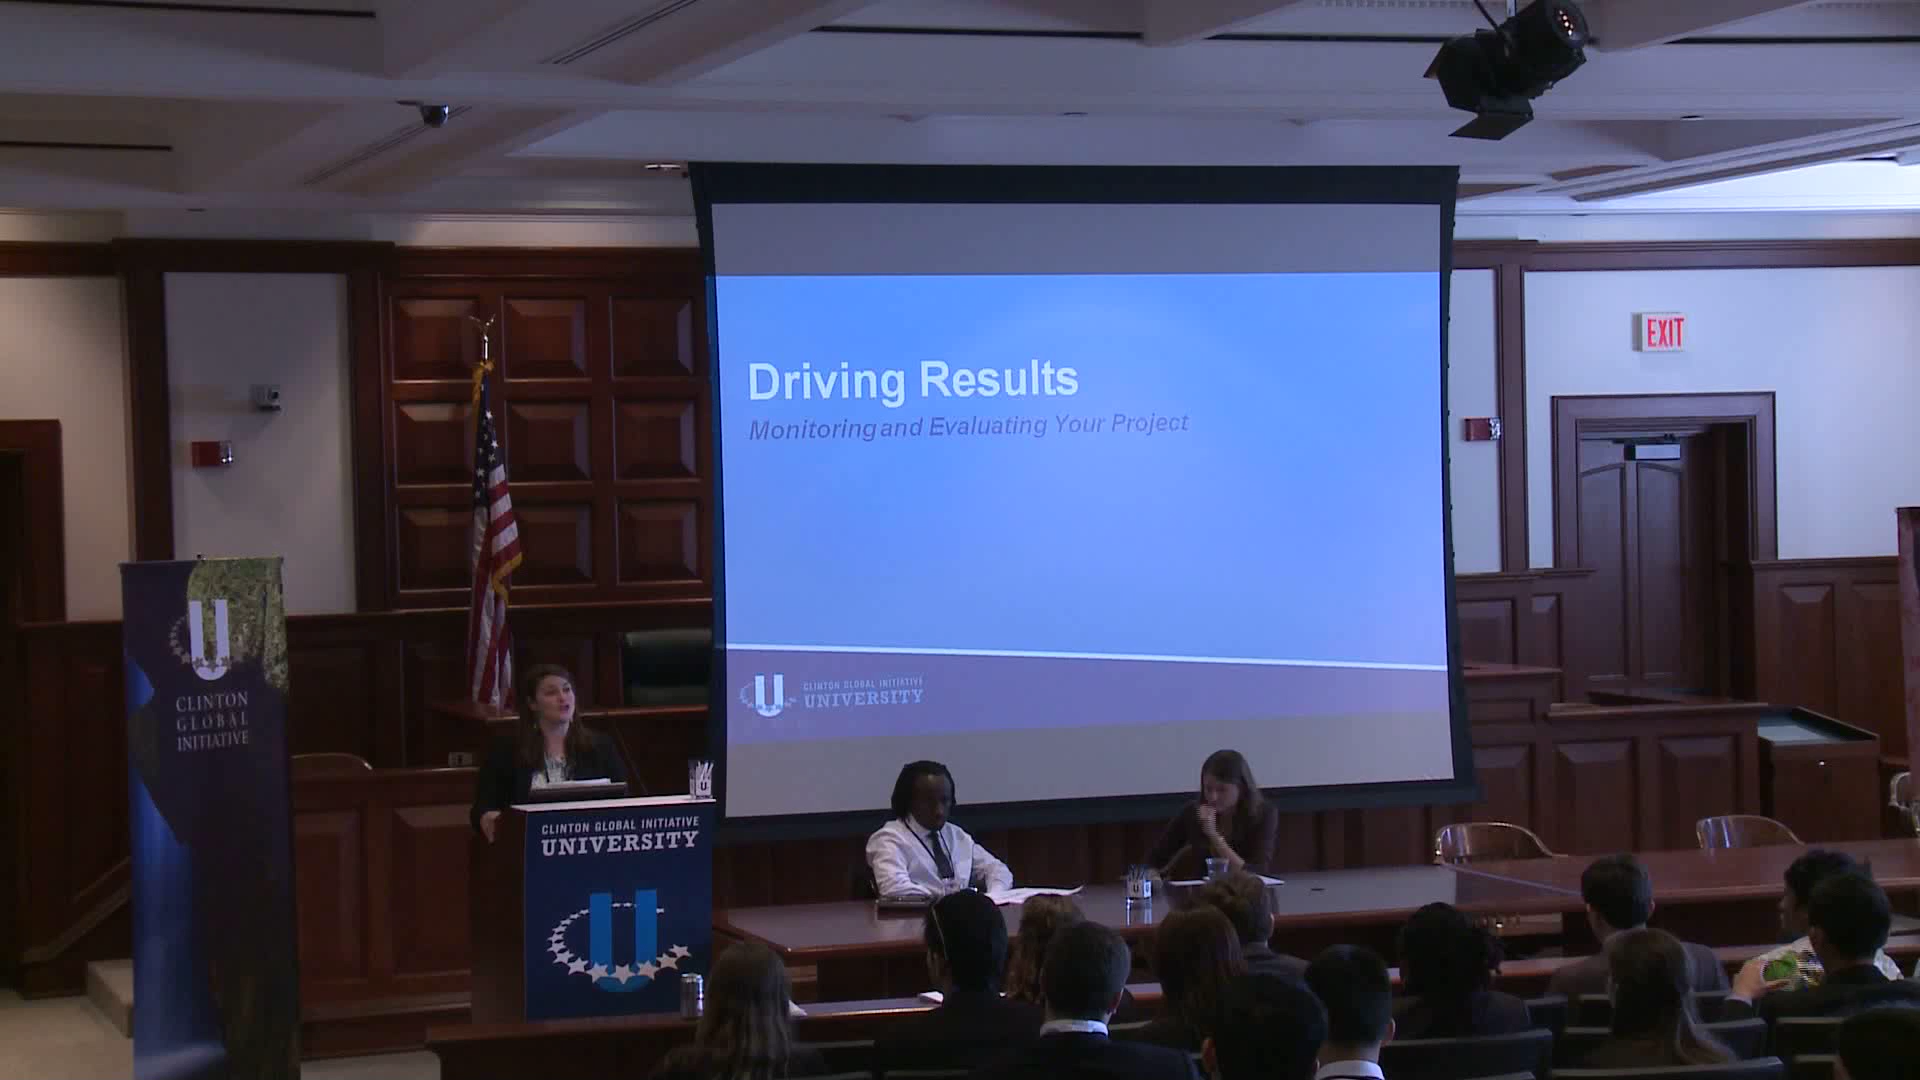 Driving Results
Monitoring and Evaluating Your Project
EXIT
U
CLINTON
GLOBAL
INITIATIVE
U
CLINTON GLOBAL INITIATIVE
UNIVERSITY
U
CLINTON GLOBAL INITIATIVE
UNIVERSITY
U
U